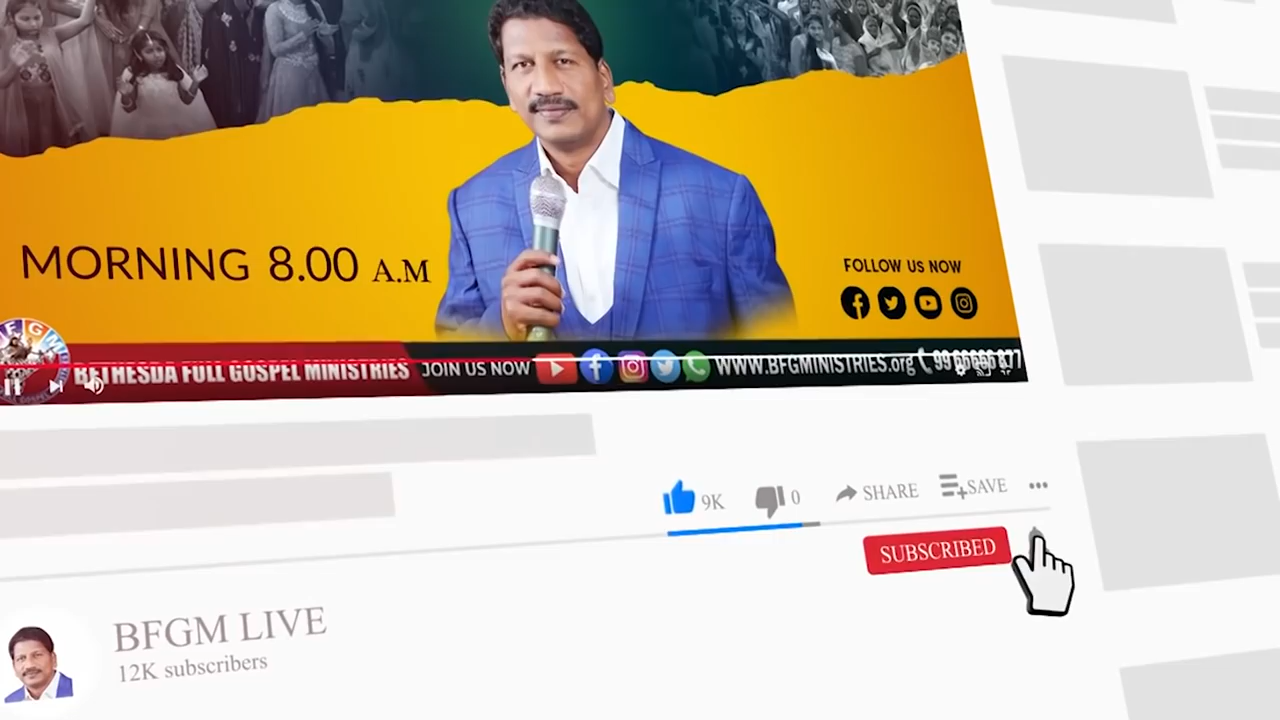 MORNING 8.00 A.M
FOLLOW US NOW
BETHESDA FULL GOSPEL MINISTRIES JOIN US NOW WWW.BFGMINISTRIES.org
9K 0 SHARE SAVE
SUBSCRIBED
BFGM LIVE
12K subscribers